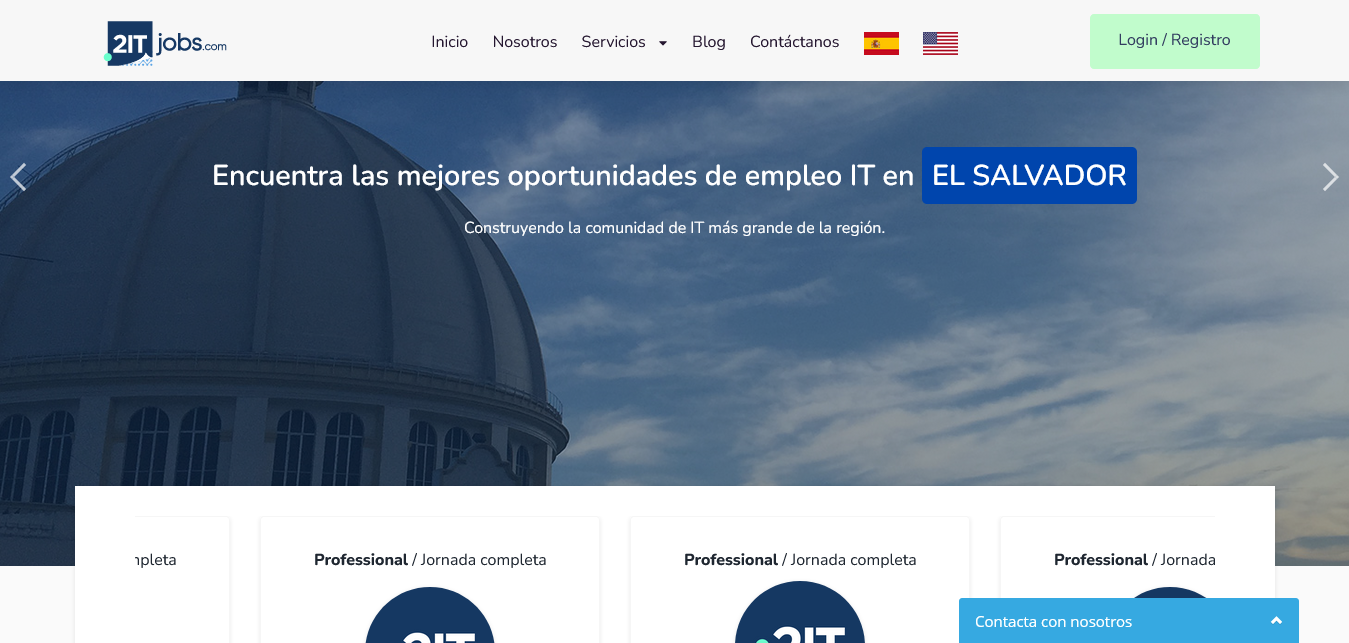 2IT jobs.com
Inicio Nosotros Servicios Blog Contáctanos
Login / Registro
Encuentra las mejores oportunidades de empleo IT en EL SALVADOR
Construyendo la comunidad de IT más grande de la región.
mpleta
Professional / Jornada completa
2IT
Professional / Jornada completa
2IT
Professional / Jornada
Contacta con nosotros